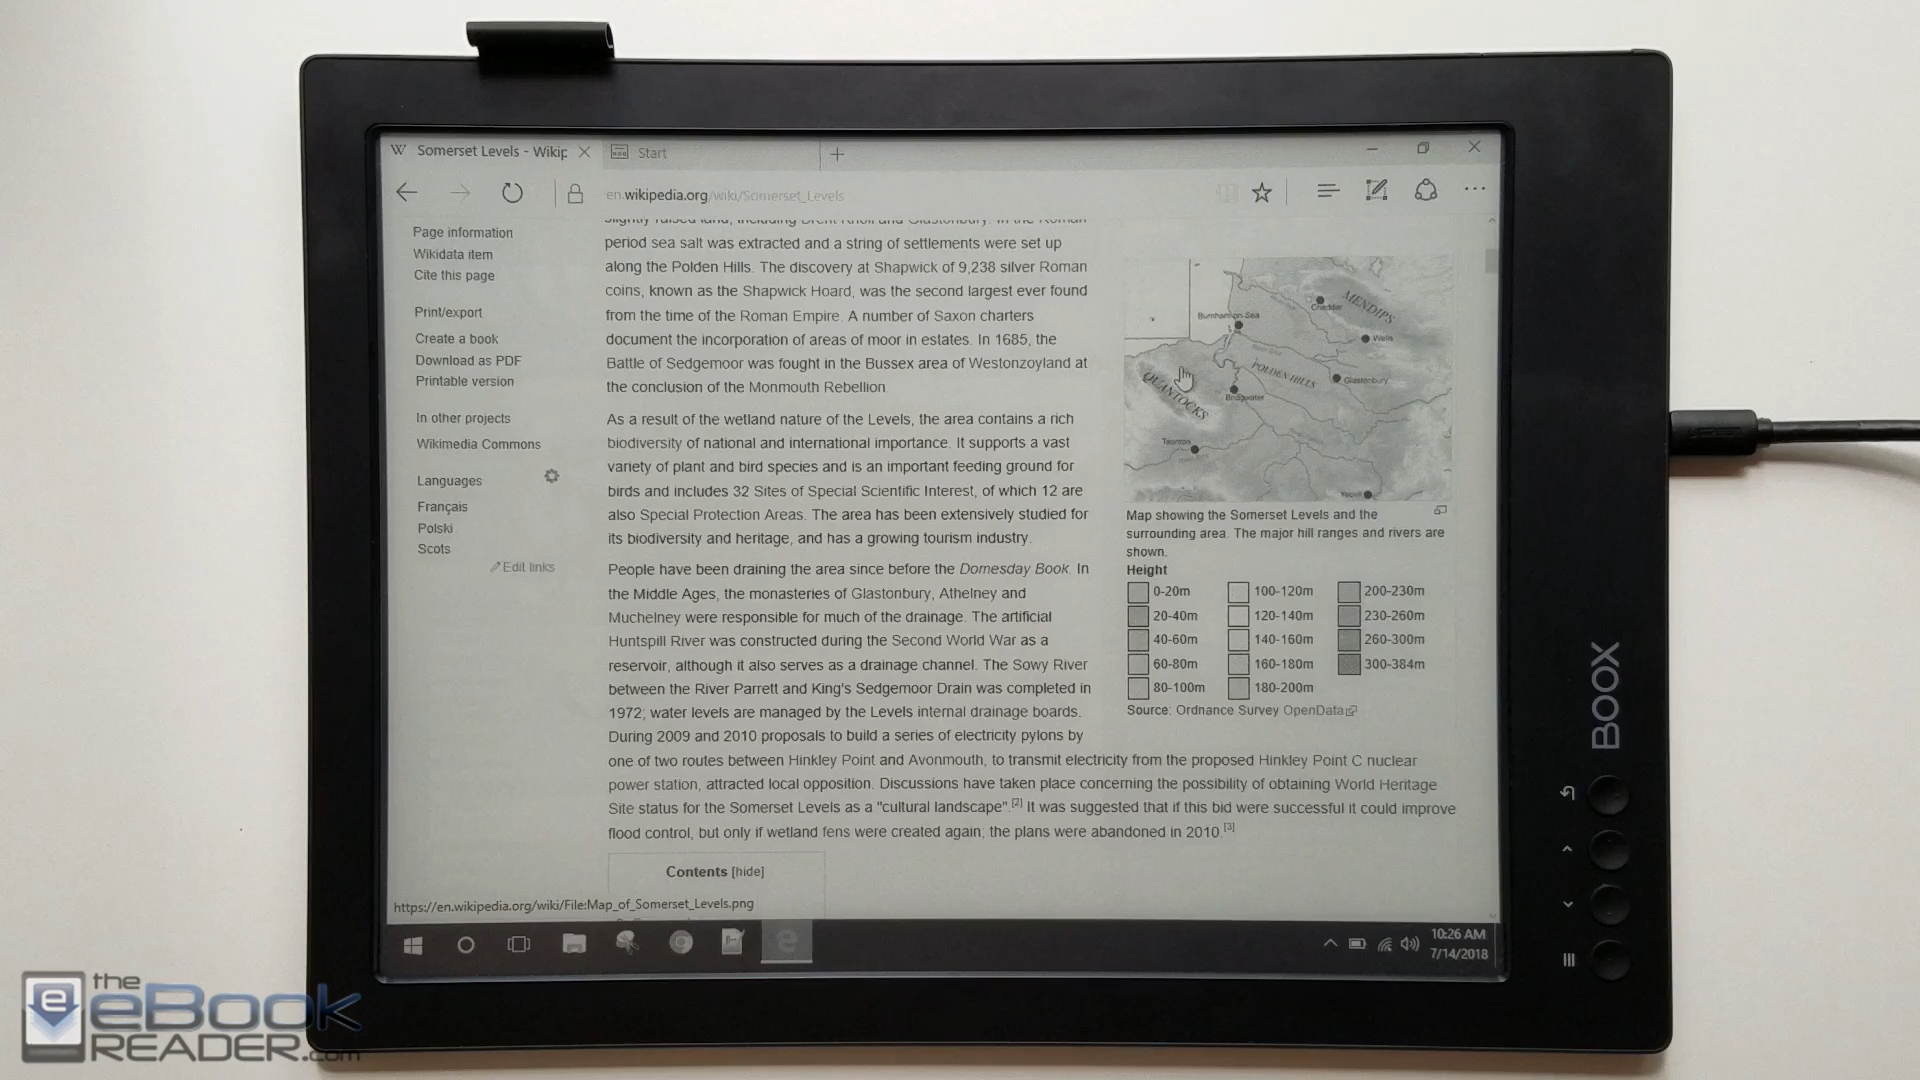 Somerset Levels - Wikip
Start
en.wikipedia.org/wiki/Somerset_Levels
Page information
Wikidata item
Cite this page
Print/export
Create a book
Download as PDF
Printable version
In other projects
Wikimedia Commons
Languages
Français
Polski
Scots
Edit links
slightly raised land, including Brent Knoll and Glastonbury. In the Roman
period sea salt was extracted and a string of settlements were set up
along the Polden Hills. The discovery at Shapwick of 9,238 silver Roman
coins, known as the Shapwick Hoard, was the second largest ever found
from the time of the Roman Empire. A number of Saxon charters
document the incorporation of areas of moor in estates. In 1685, the
Battle of Sedgemoor was fought in the Bussex area of Westonzoyland at
the conclusion of the Monmouth Rebellion.
As a result of the wetland nature of the Levels, the area contains a rich
biodiversity of national and international importance. It supports a vast
variety of plant and bird species and is an important feeding ground for
birds and includes 32 Sites of Special Scientific Interest, of which 12 are
also Special Protection Areas. The area has been extensively studied for
its biodiversity and heritage, and has a growing tourism industry.
People have been draining the area since before the Domesday Book. In
the Middle Ages, the monasteries of Glastonbury, Athelney and
Muchelney were responsible for much of the drainage. The artificial
Huntspill River was constructed during the Second World War as a
reservoir, although it also serves as a drainage channel. The Sowy River
between the River Parrett and King's Sedgemoor Drain was completed in
1972; water levels are managed by the Levels internal drainage boards.
During 2009 and 2010 proposals to build a series of electricity pylons by
one of two routes between Hinkley Point and Avonmouth, to transmit electricity from the proposed Hinkley Point C nuclear
power station, attracted local opposition. Discussions have taken place concerning the possibility of obtaining World Heritage
Site status for the Somerset Levels as a "cultural landscape".[2] It was suggested that if this bid were successful it could improve
flood control, but only if wetland fens were created again; the plans were abandoned in 2010.[3]
Contents [hide]
MENDIPS
Cheddar
Burnham-on-Sea
Wells
POLDEN HILLS
Glastonbury
QUANTOCKS
Bridgwater
Taunton
Yeovil
Map showing the Somerset Levels and the
surrounding area. The major hill ranges and rivers are
shown.
Height
0-20m 100-120m 200-230m
20-40m 120-140m 230-260m
40-60m 140-160m 260-300m
60-80m 160-180m 300-384m
80-100m 180-200m
Source: Ordnance Survey OpenData
https://en.wikipedia.org/wiki/File:Map_of_Somerset_Levels.png
10:26 AM
7/14/2018
BOOX
the
eBook
READER.com